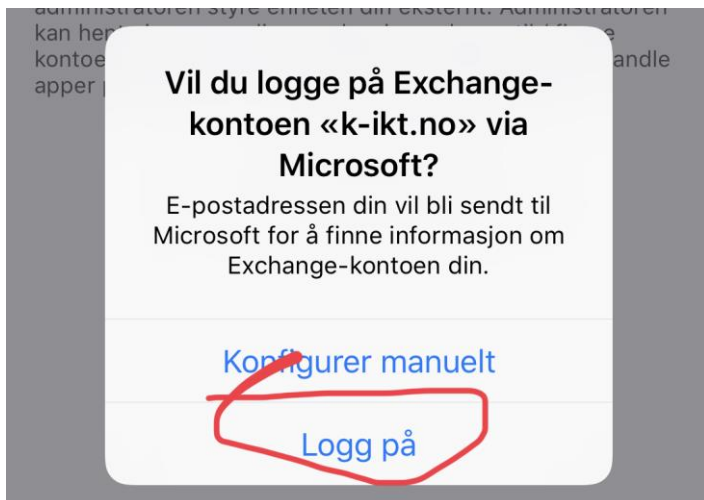 administratoren styre enheten din eksternt. Administratoren
kan
kontoe andle
apper
Vil du logge på Exchange-
kontoen «k-ikt.no» via
Microsoft?
E-postadressen din vil bli sendt til
Microsoft for å finne informasjon om
Exchange-kontoen din.
Konfigurer manuelt
Logg på